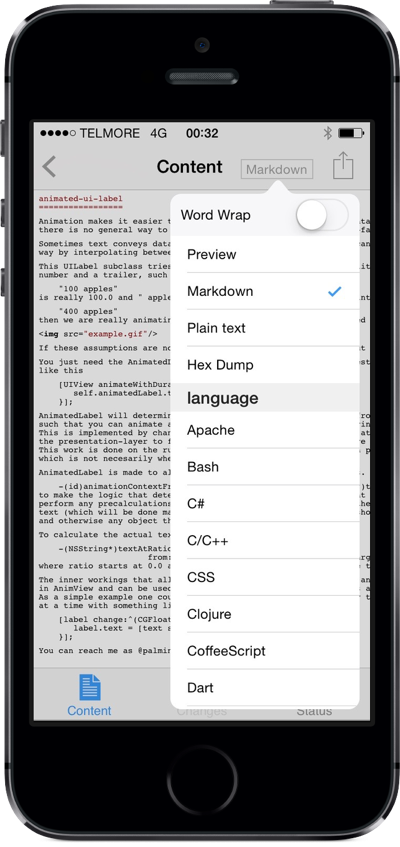 ●●●●○ TELMORE 4G 00:32
Content
Markdown
animated-ui-label
=================
Animation makes it easier
there is no general way to
Sometimes text conveys data
way by interpolating between
This UILabel subclass tries
number and a trailer, such
"100 apples"
is really 100.0 and " apple
"400 apples"
then we are really animatin
<img src="example.gif"/>
If these assumptions are no
You just need the AnimatedL
like this
[UIView animateWithDura
self.animatedLabel.t
}];
AnimatedLabel will determin
such that you can animate a
This is implemented by chan
the presentation-layer to f
This work is done on the ru
which is not necesarily whe
AnimatedLabel is made to al
-(id)animationContextFr
to make the logic that dete
perform any precalculations
text (which will be done ma
and otherwise any object th
To calculate the actual tex
-(NSString*)textAtRatio
from:
where ratio starts at 0.0 a
The inner workings that all
in AnimView and can be used
As a simple example one cou
at a time with something li
[label change:^(CGFloat
label.text = [text s
}];
You can reach me as @palmin
Word Wrap
Preview
Markdown
Plain text
Hex Dump
language
Apache
Bash
C#
C/C++
CSS
Clojure
CoffeeScript
Dart
Content
Changes
Status